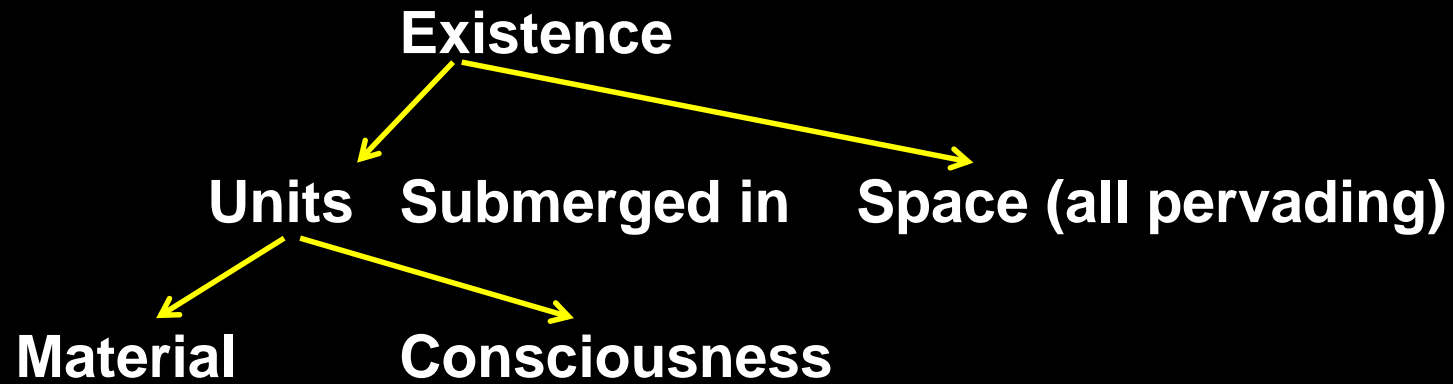 Existence
Units Submerged in Space (all pervading)
Material Consciousness